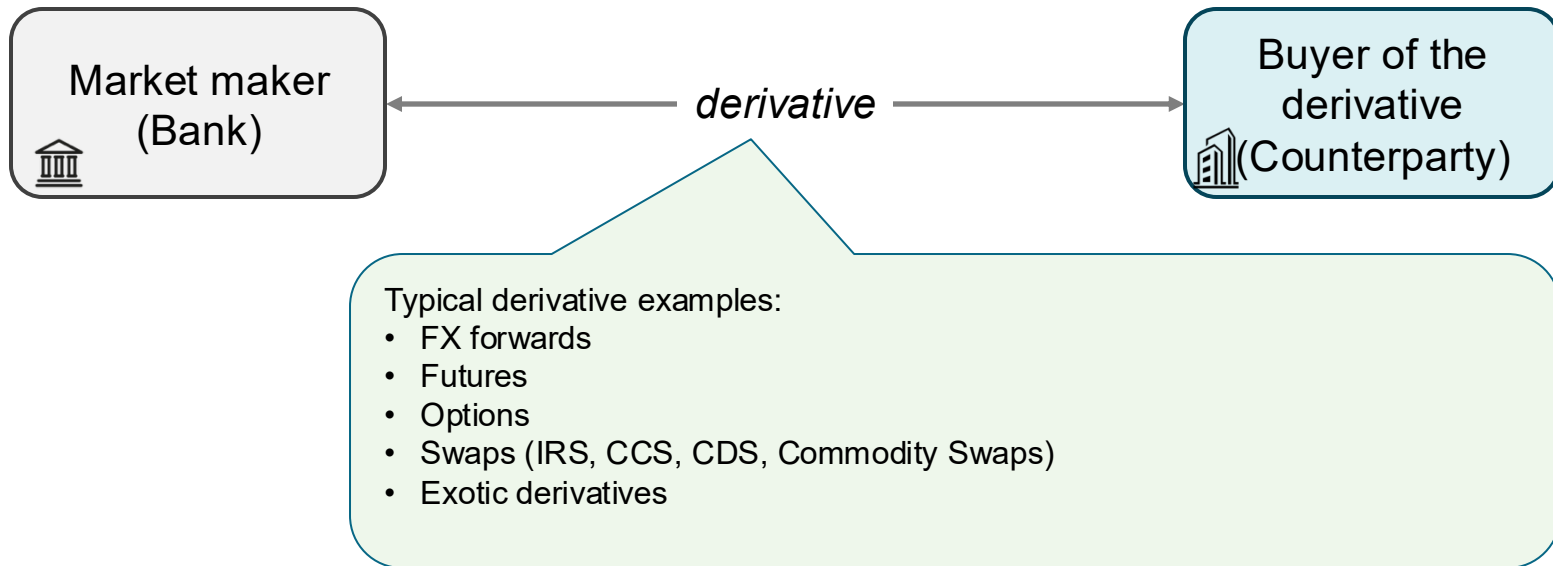 Market maker
(Bank)
derivative
Buyer of the
derivative
(Counterparty)
Typical derivative examples:
• FX forwards
• Futures
• Options
• Swaps (IRS, CCS, CDS, Commodity Swaps)
• Exotic derivatives